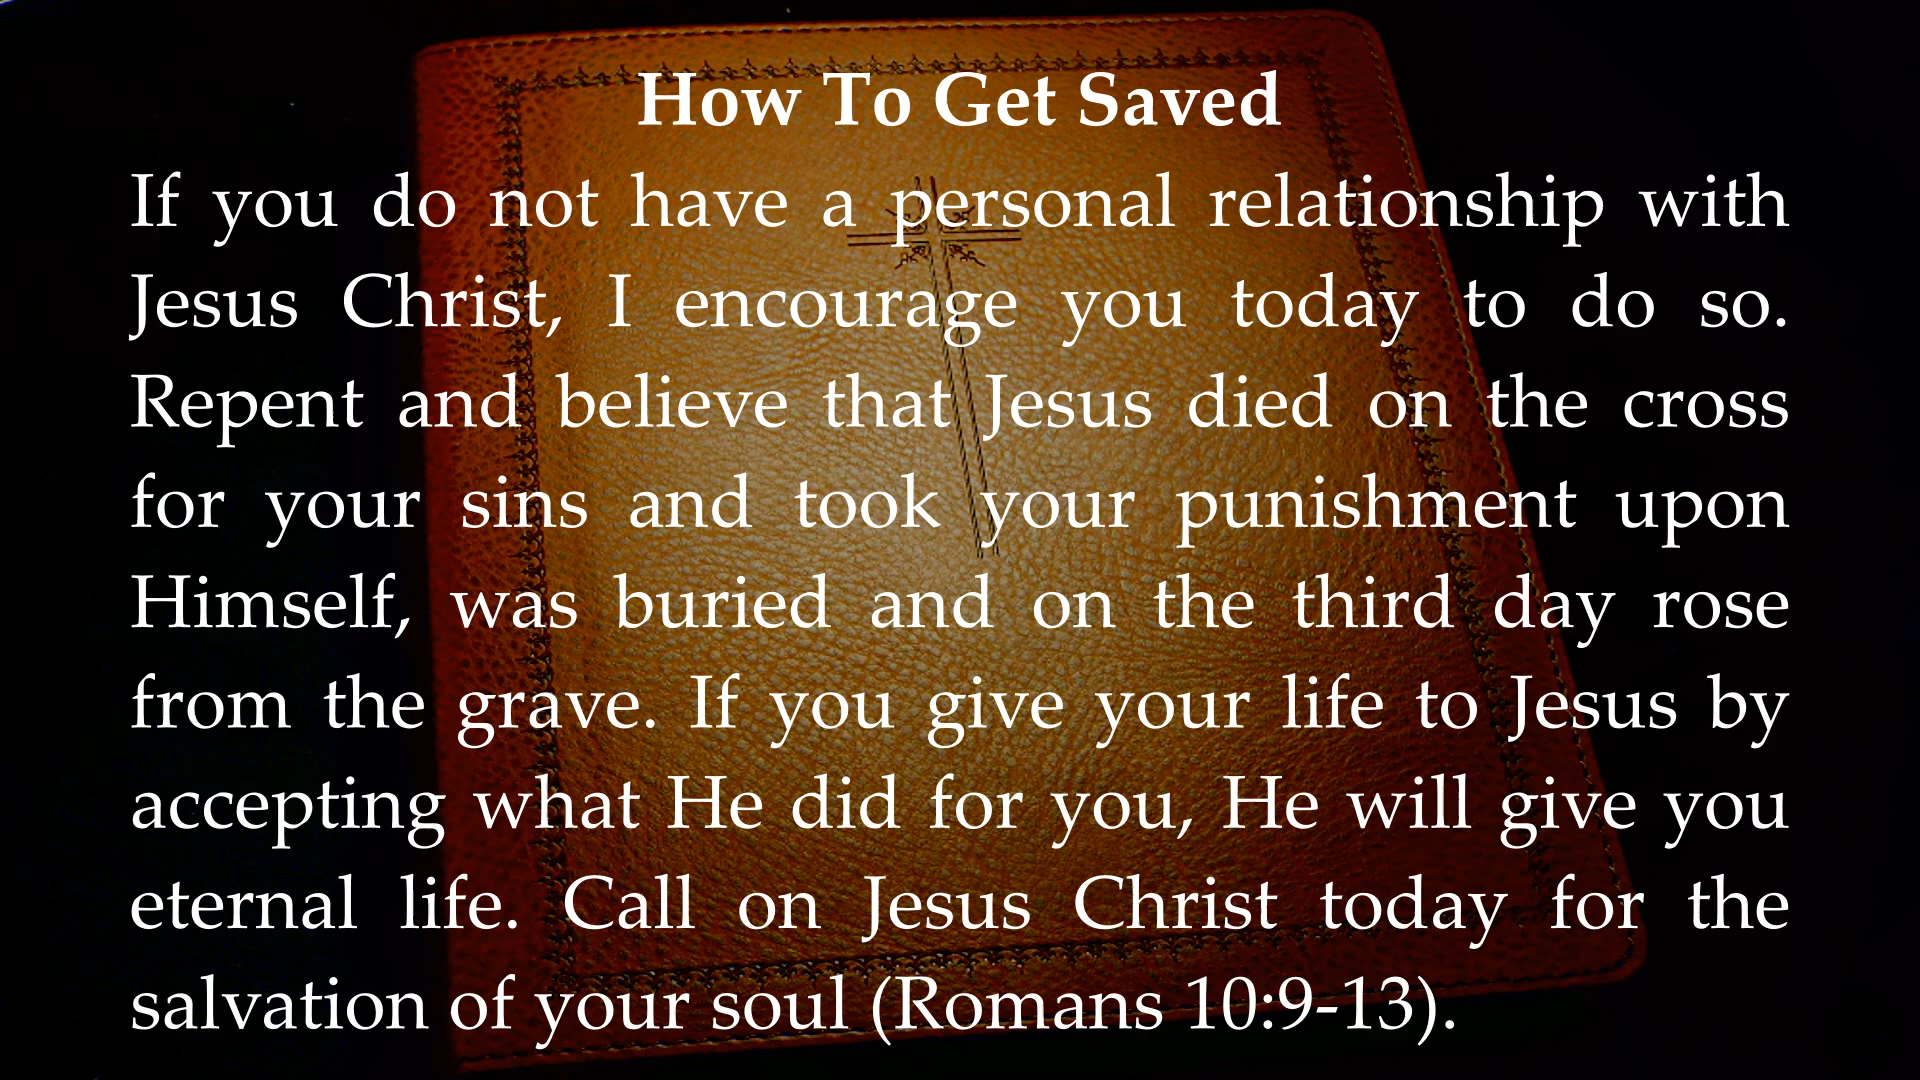 How To Get Saved
If you do not have a personal relationship with
Jesus Christ, I encourage you today to do so.
Repent and believe that Jesus died on the cross
for your sins and took your punishment upon
Himself, was buried and on the third day rose
from the grave. If you give your life to Jesus by
accepting what He did for you, He will give you
eternal life. Call on Jesus Christ today for the
salvation of your soul (Romans 10:9-13).